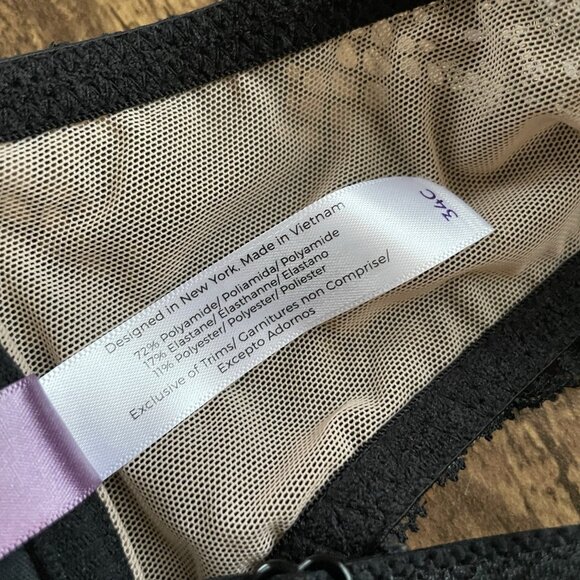 34C
Designed in New York. Made in Vietnam
72% Polyamide/ Poliamida/ Polyamide
17% Elastane/ Elasthanne/ Elastano
11% Polyester/ Polyester/ Poliester
Exclusive of Trims/ Garnitures non Comprise/
Excepto Adornos